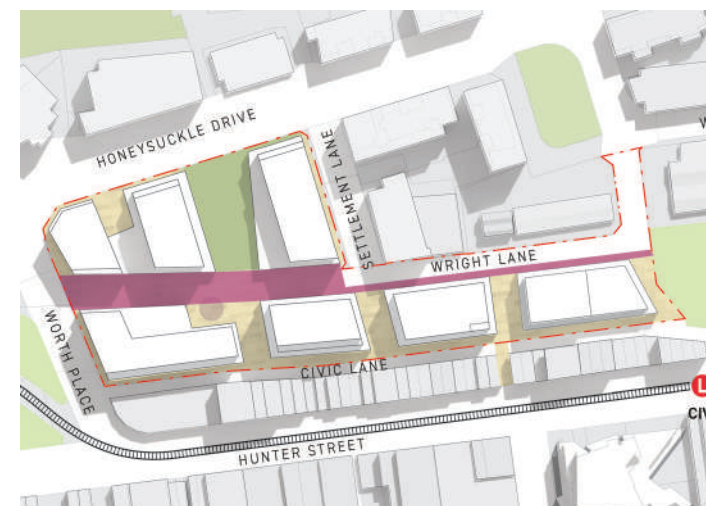 HONEYSUCKLE DRIVE
SETTLEMENT LANE
W
WRIGHT LANE
WORTH PLACE
CIVIC LANE
L
CIV
HUNTER STREET